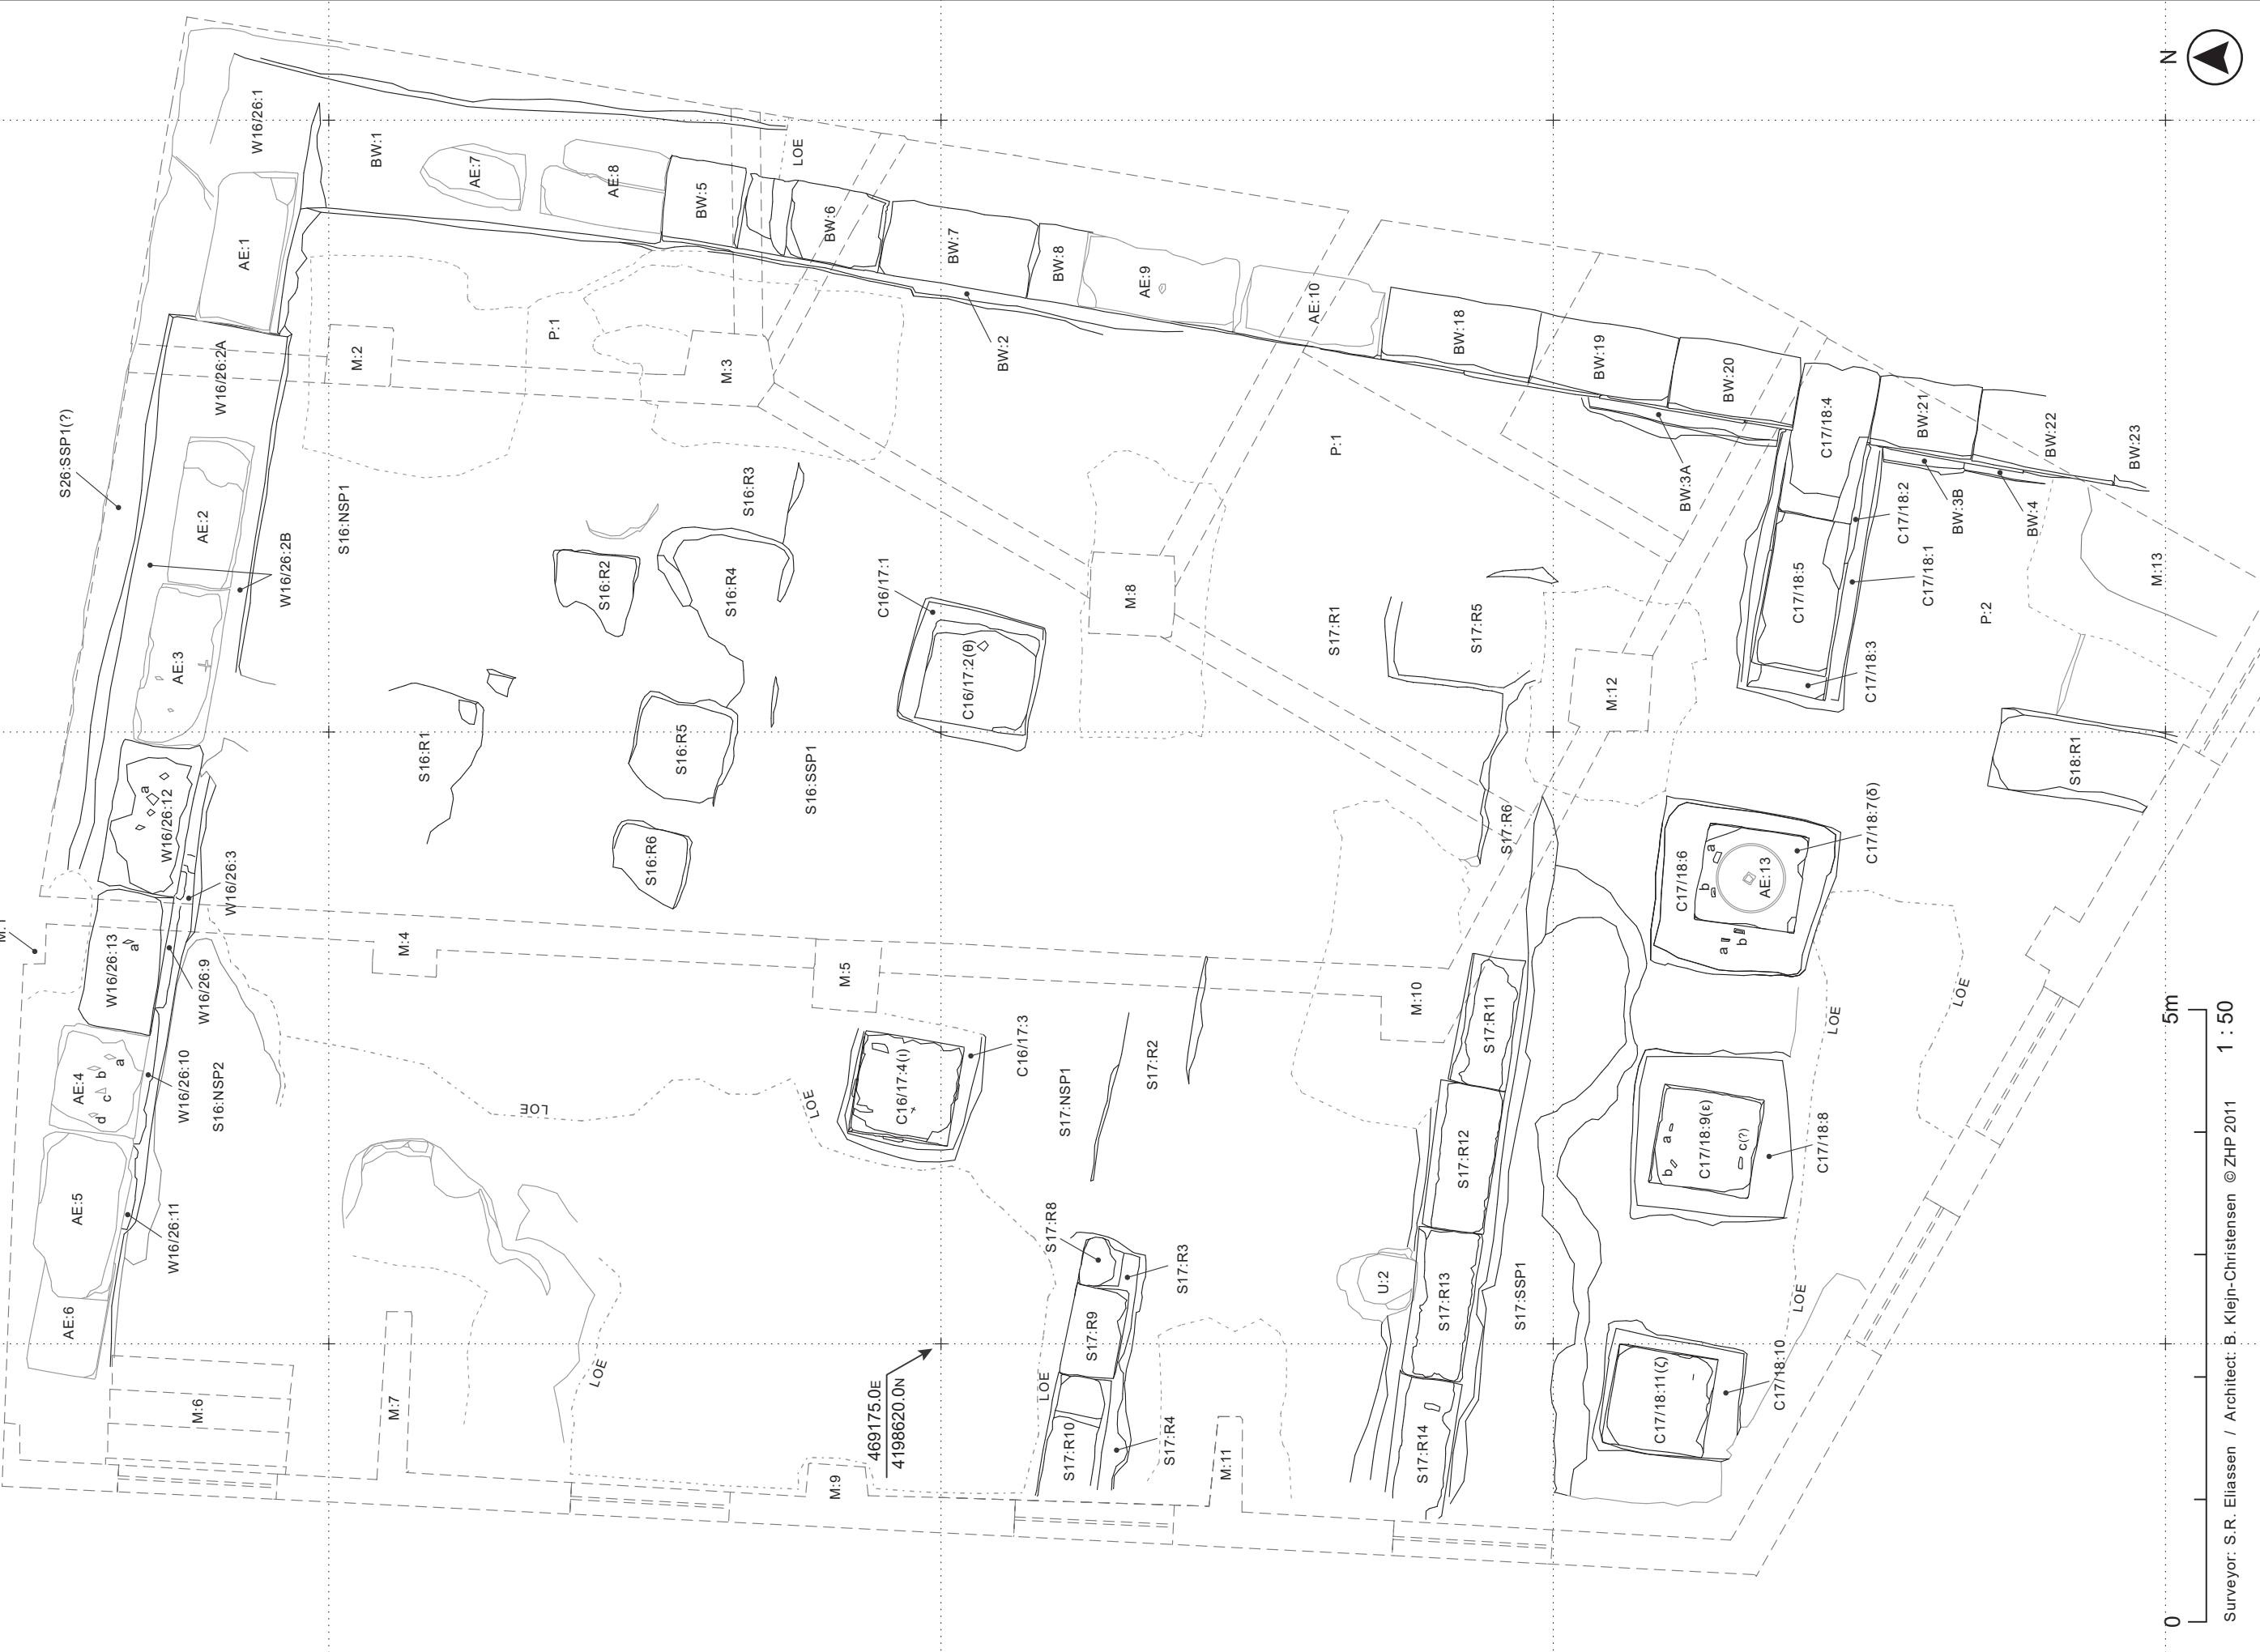 N
W16/26:1
BW:1
AE:7
AE:8
BW:5
LOE
BW:6
AE:1
BW:7
BW:8
AE:9
AE:10
BW:18
BW:19
BW:20
C17/18:4
BW:21
BW:22
BW:23
S26:SSP1(?)
W16/26:2A
M:2
P:1
M:3
BW:2
P:1
BW:3A
AE:2
W16/26:2B
S16:NSP1
S16:R3
C17/18:2
BW:3B
BW:4
AE:3
S16:R2
S16:R4
C16/17:1
M:8
S17:R1
S17:R5
C17/18:5
C17/18:1
P:2
M:13
C16/17:2(θ)
M:12
C17/18:3
S16:R1
S16:R5
S16:SSP1
S18:R1
a
W16/26:12
W16/26:3
S16:R6
S17:R6
C17/18:6
a
b
AE:13
C17/18:7(δ)
a
b
W16/26:13
a
W16/26:9
M:4
M:5
M:10
LOE
LOE
AE:4
a
b
c
d
W16/26:10
S16:NSP2
LOE
LOE
C16/17:4(ι)
C16/17:3
S17:NSP1
S17:R2
S17:R11
S17:R12
a
b
C17/18:9(ε)
c(?)
C17/18:8
AE:5
W16/26:11
S17:R8
S17:R3
U:2
S17:R13
S17:SSP1
LOE
AE:6
M:6
M:7
LOE
469175.0E
4198620.0N
LOE
S17:R9
S17:R10
S17:R4
M:11
M:9
S17:R14
C17/18:11(ζ)
C17/18:10
0
5m
1 : 50
Surveyor: S.R. Eliassen / Architect: B. Klejn-Christensen © ZHP 2011